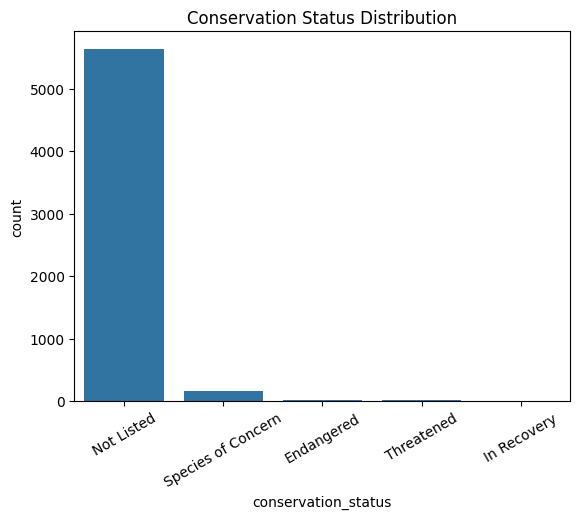 Conservation Status Distribution
count
5000
4000
3000
2000
1000
0
Not Listed
Species of Concern
Endangered
Threatened
In Recovery
conservation_status